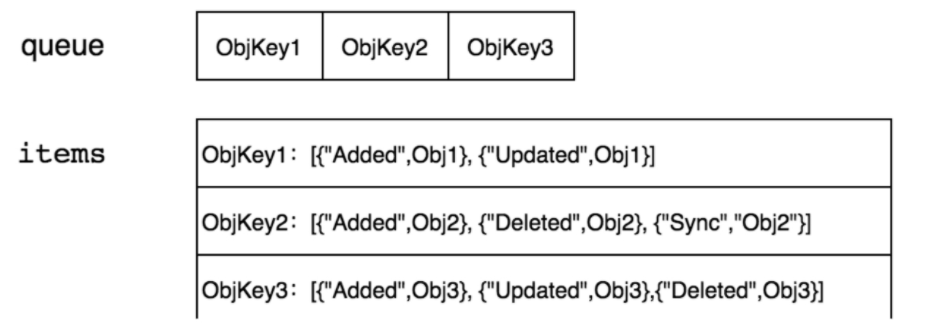 queue ObjKey1 ObjKey2 ObjKey3
items
ObjKey1: [{"Added",Obj1}, {"Updated",Obj1}]
ObjKey2: [{"Added",Obj2}, {"Deleted",Obj2}, {"Sync","Obj2"}]
ObjKey3: [{"Added",Obj3}, {"Updated",Obj3},{"Deleted",Obj3}]